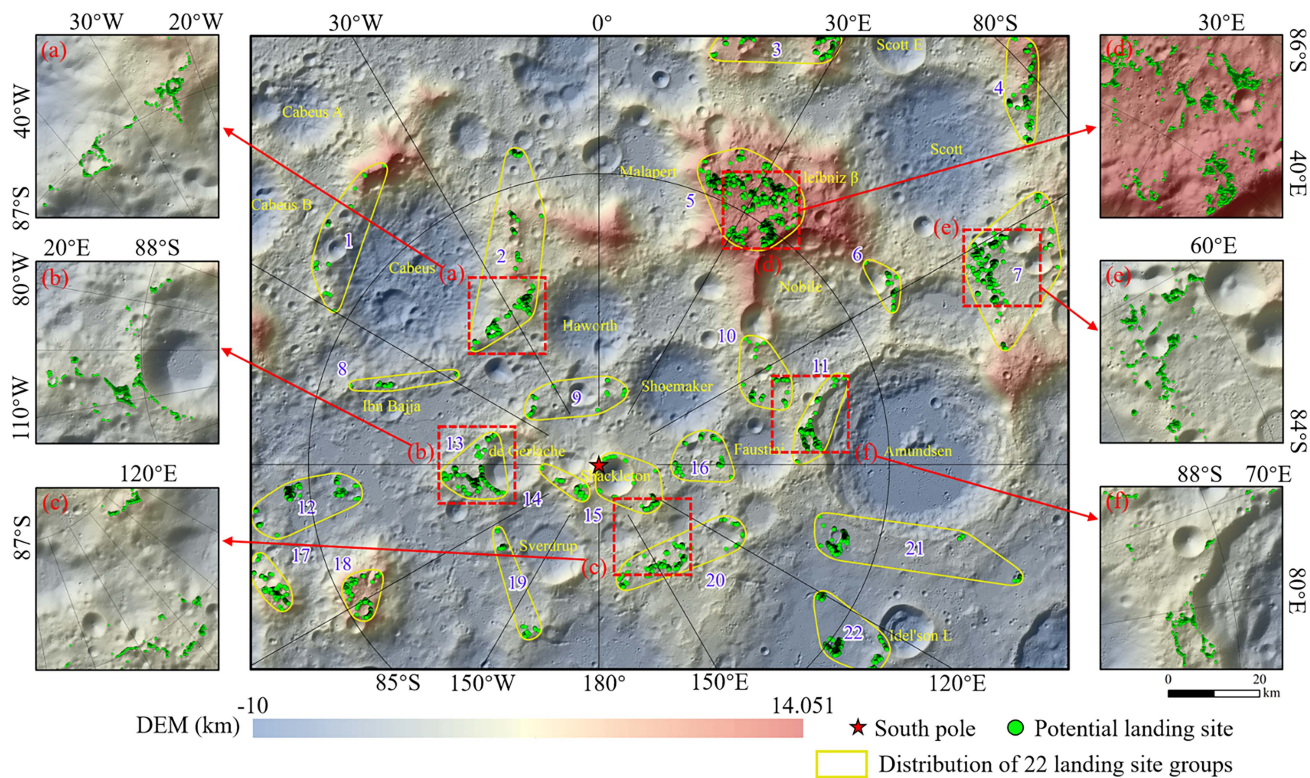 30°W 20°W
30°W 0° 30°E 80°S
30°E
(a)
40°W
87°S
86°S
(d)
40°E
Cabeus A
3
Scott E
4
Scott
Malapert
leibniz β
5
Cabeus B
1
2
Cabeus
(a)
(d)
6
(e)
7
Nobile
Haworth
20°E 88°S
(b)
80°W
110°W
60°E
(e)
84°S
8
Ibn Bajja
9
Shoemaker
10
11
13
de Gerlache
(b)
Faustini
16
(f)
Amundsen
14
Shackleton
15
12
120°E
(c)
87°S
88°S 70°E
(f)
80°E
17
18
Sverdrup
19
(c)
20
21
22
idel'son L
85°S 150°W 180° 150°E 120°E
0 20
km
-10 14.051
DEM (km)
South pole
Potential landing site
Distribution of 22 landing site groups